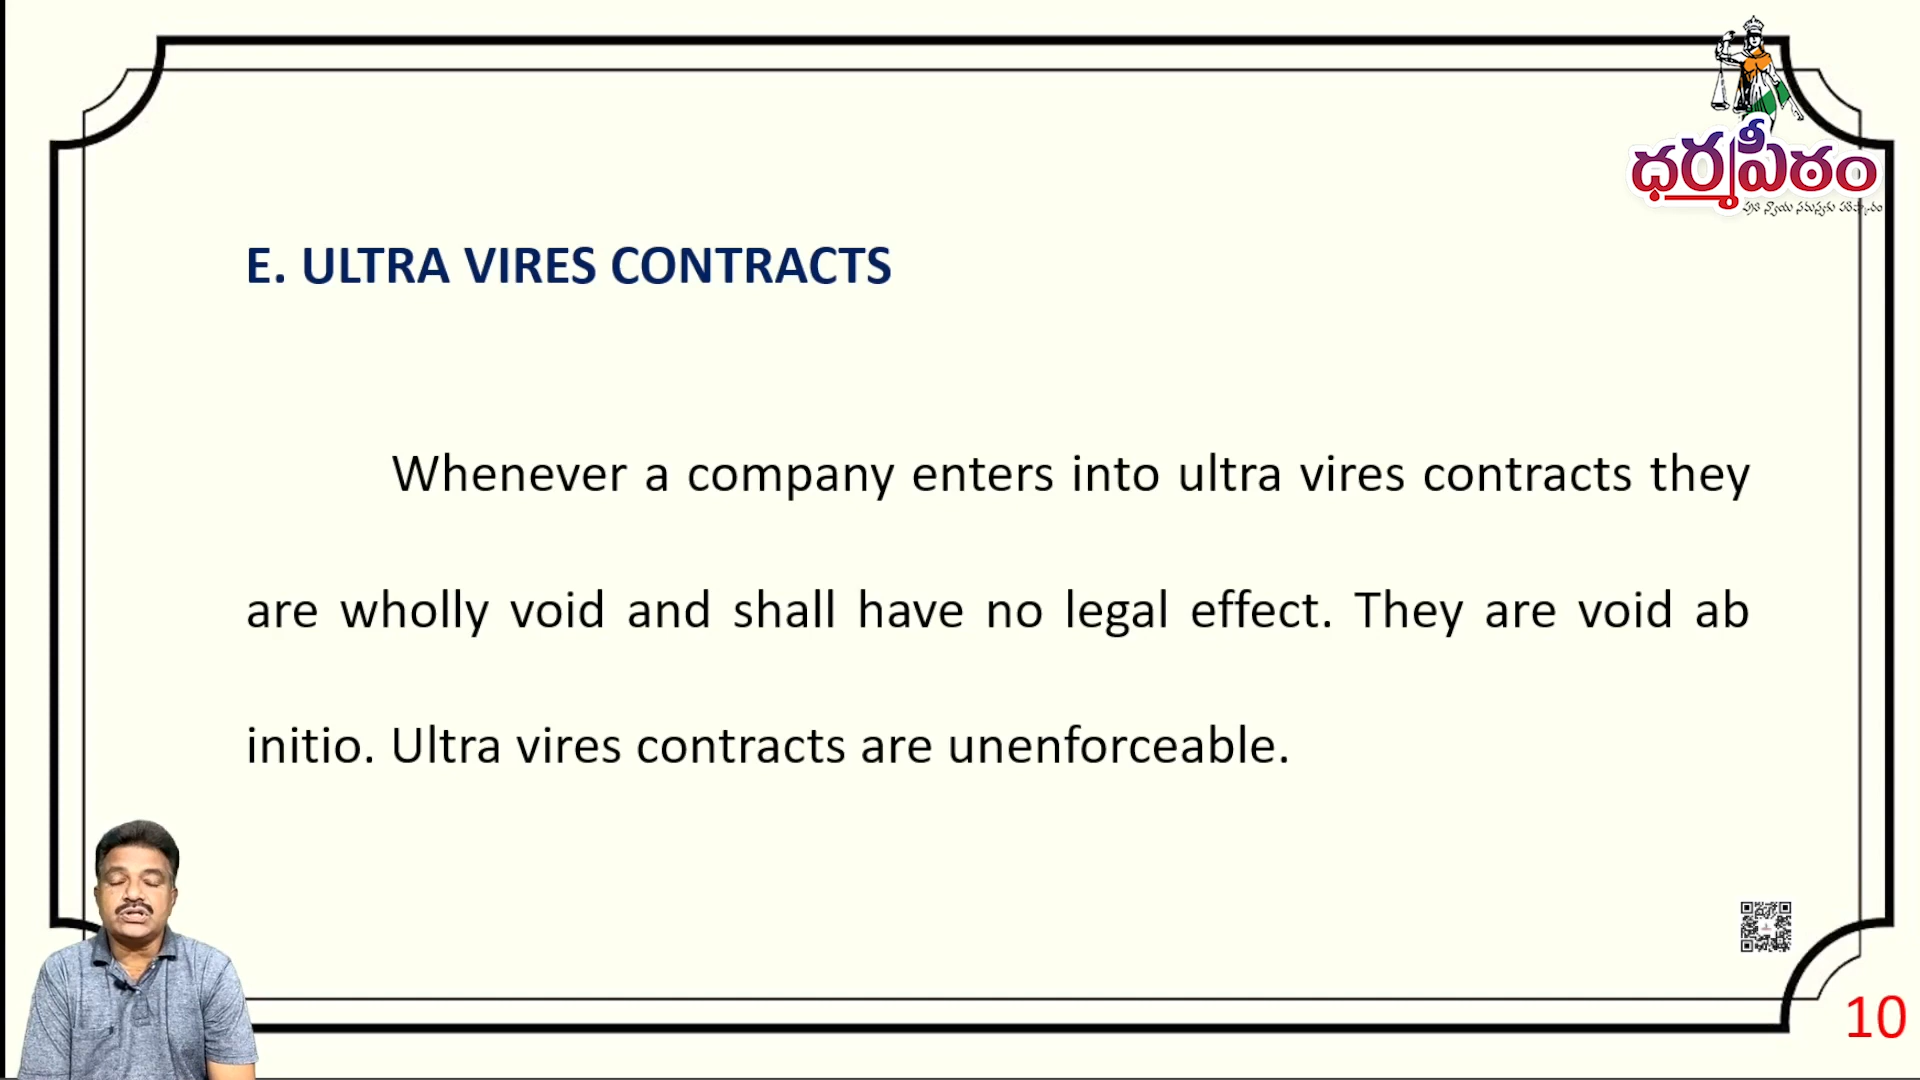 ధర్మపీఠం
E. ULTRA VIRES CONTRACTS
Whenever a company enters into ultra vires contracts they
are wholly void and shall have no legal effect. They are void ab
initio. Ultra vires contracts are unenforceable.
10